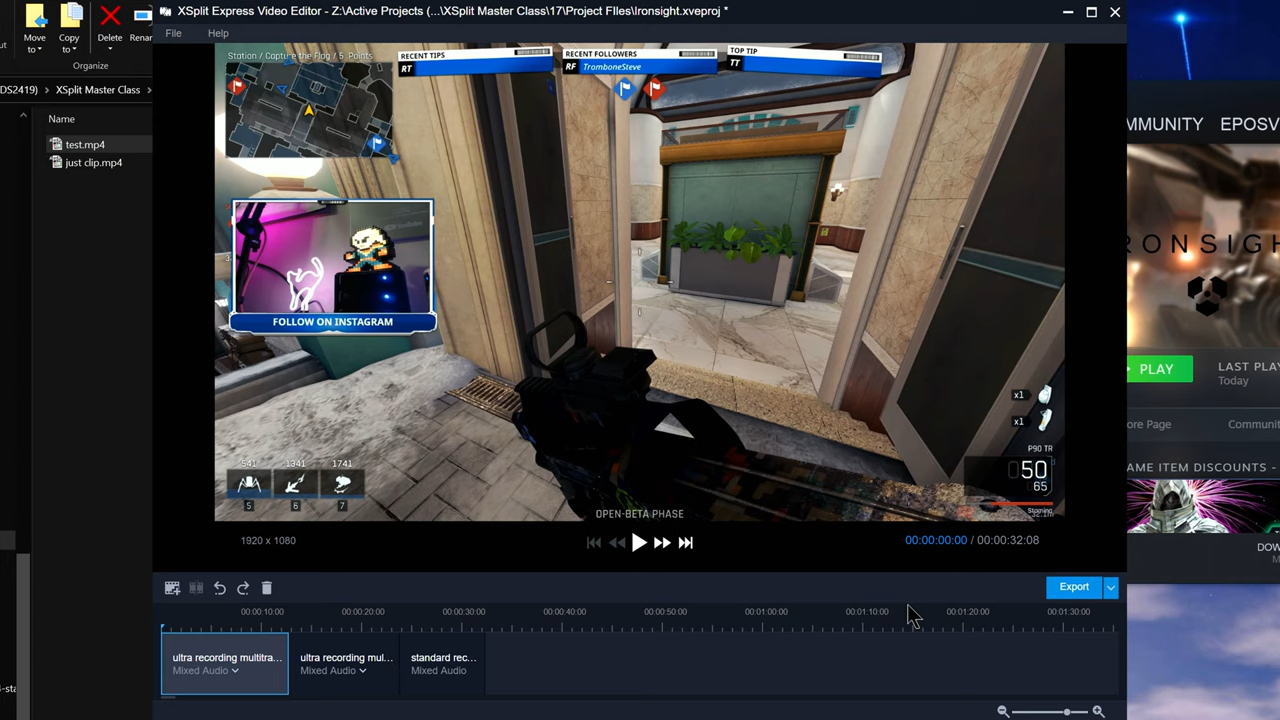 XSplit Express Video Editor - Z:\Active Projects (...\XSplit Master Class\17\Project FIles\Ironsight.xveproj *
Move to
Copy to
Delete
Organize
File
Help
DS2419) > XSplit Master Class >
Name
test.mp4
just clip.mp4
Station / Capture the Flag / 5 Points
RECENT TIPS
RT
RECENT FOLLOWERS
RF TromboneSteve
TOP TIP
TT
FOLLOW ON INSTAGRAM
541 1341 1741
5 6 7
x1
x1
P90 TR
50
65
OPEN-BETA PHASE
1920 x 1080
00:00:00:00 / 00:00:32:08
Export
00:00:10:00 00:00:20:00 00:00:30:00 00:00:40:00 00:00:50:00 00:01:00:00 00:01:10:00 00:01:20:00 00:01:30:00
ultra recording multitra...
Mixed Audio
ultra recording mul...
Mixed Audio
standard rec...
Mixed Audio
MMUNITY EPOSV
RONSIGH
PLAY
LAST PLA
Today
ore Page
Communit
AME ITEM DISCOUNTS -
DOW